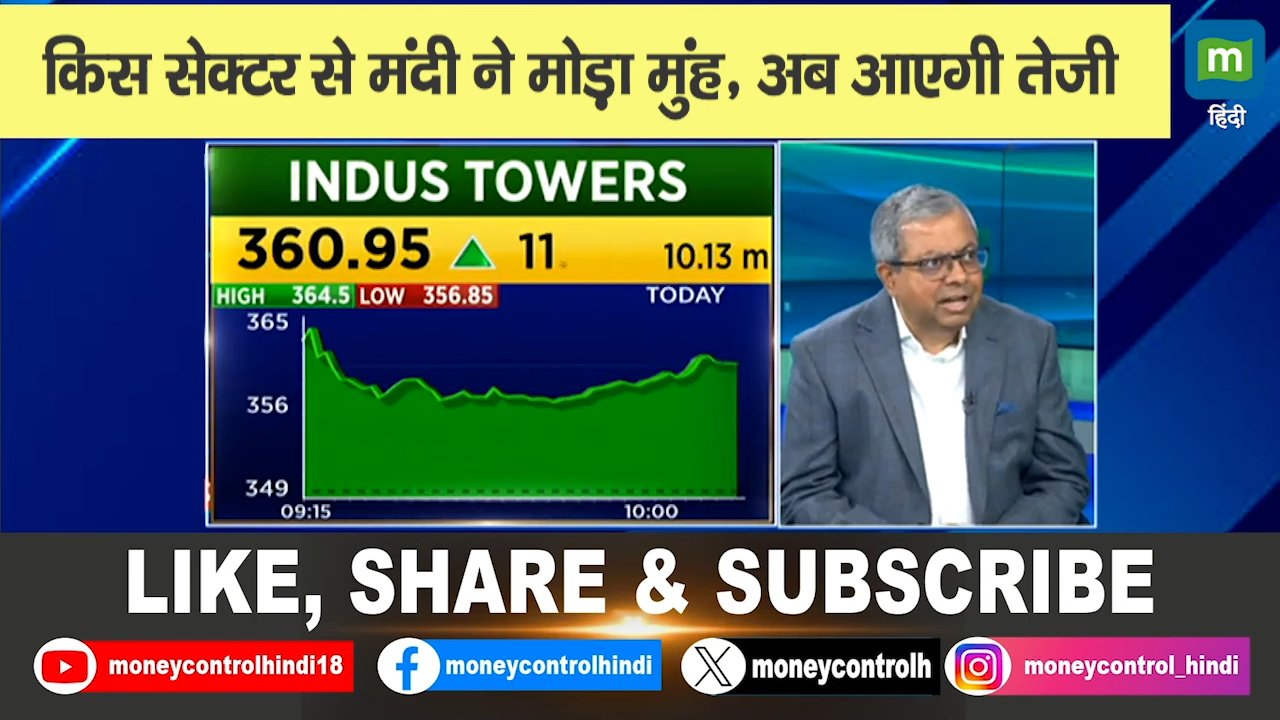 किस सेक्टर से मंदी ने मोड़ा मुंह, अब आएगी तेजी
m
हिंदी
INDUS TOWERS
360.95 ▲ 11 10.13 m
HIGH 364.5 LOW 356.85 TODAY
365
356
349
09:15 10:00
LIKE, SHARE & SUBSCRIBE
moneycontrolhindi18 moneycontrolhindi moneycontrolh moneycontrol_hindi